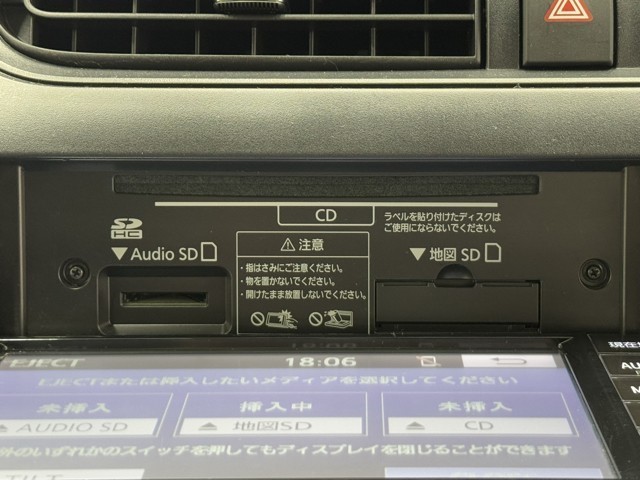 CD
ラベルを貼り付けたディスクは
ご使用にならないでください。
SD
HC
▼Audio SD
⚠注意
・指はさみにご注意ください。
・物を置かないでください。
・開けたまま放置しないでください。
▼地図 SD
EJECT
18:06
EJECTまたは挿入したいメディアを選択してください
未挿入
挿入中
未挿入
AUDIO SD
地図SD
CD
外のいずれかのスイッチを押してもディスプレイを閉じることができます
TILT
現在
AU
M